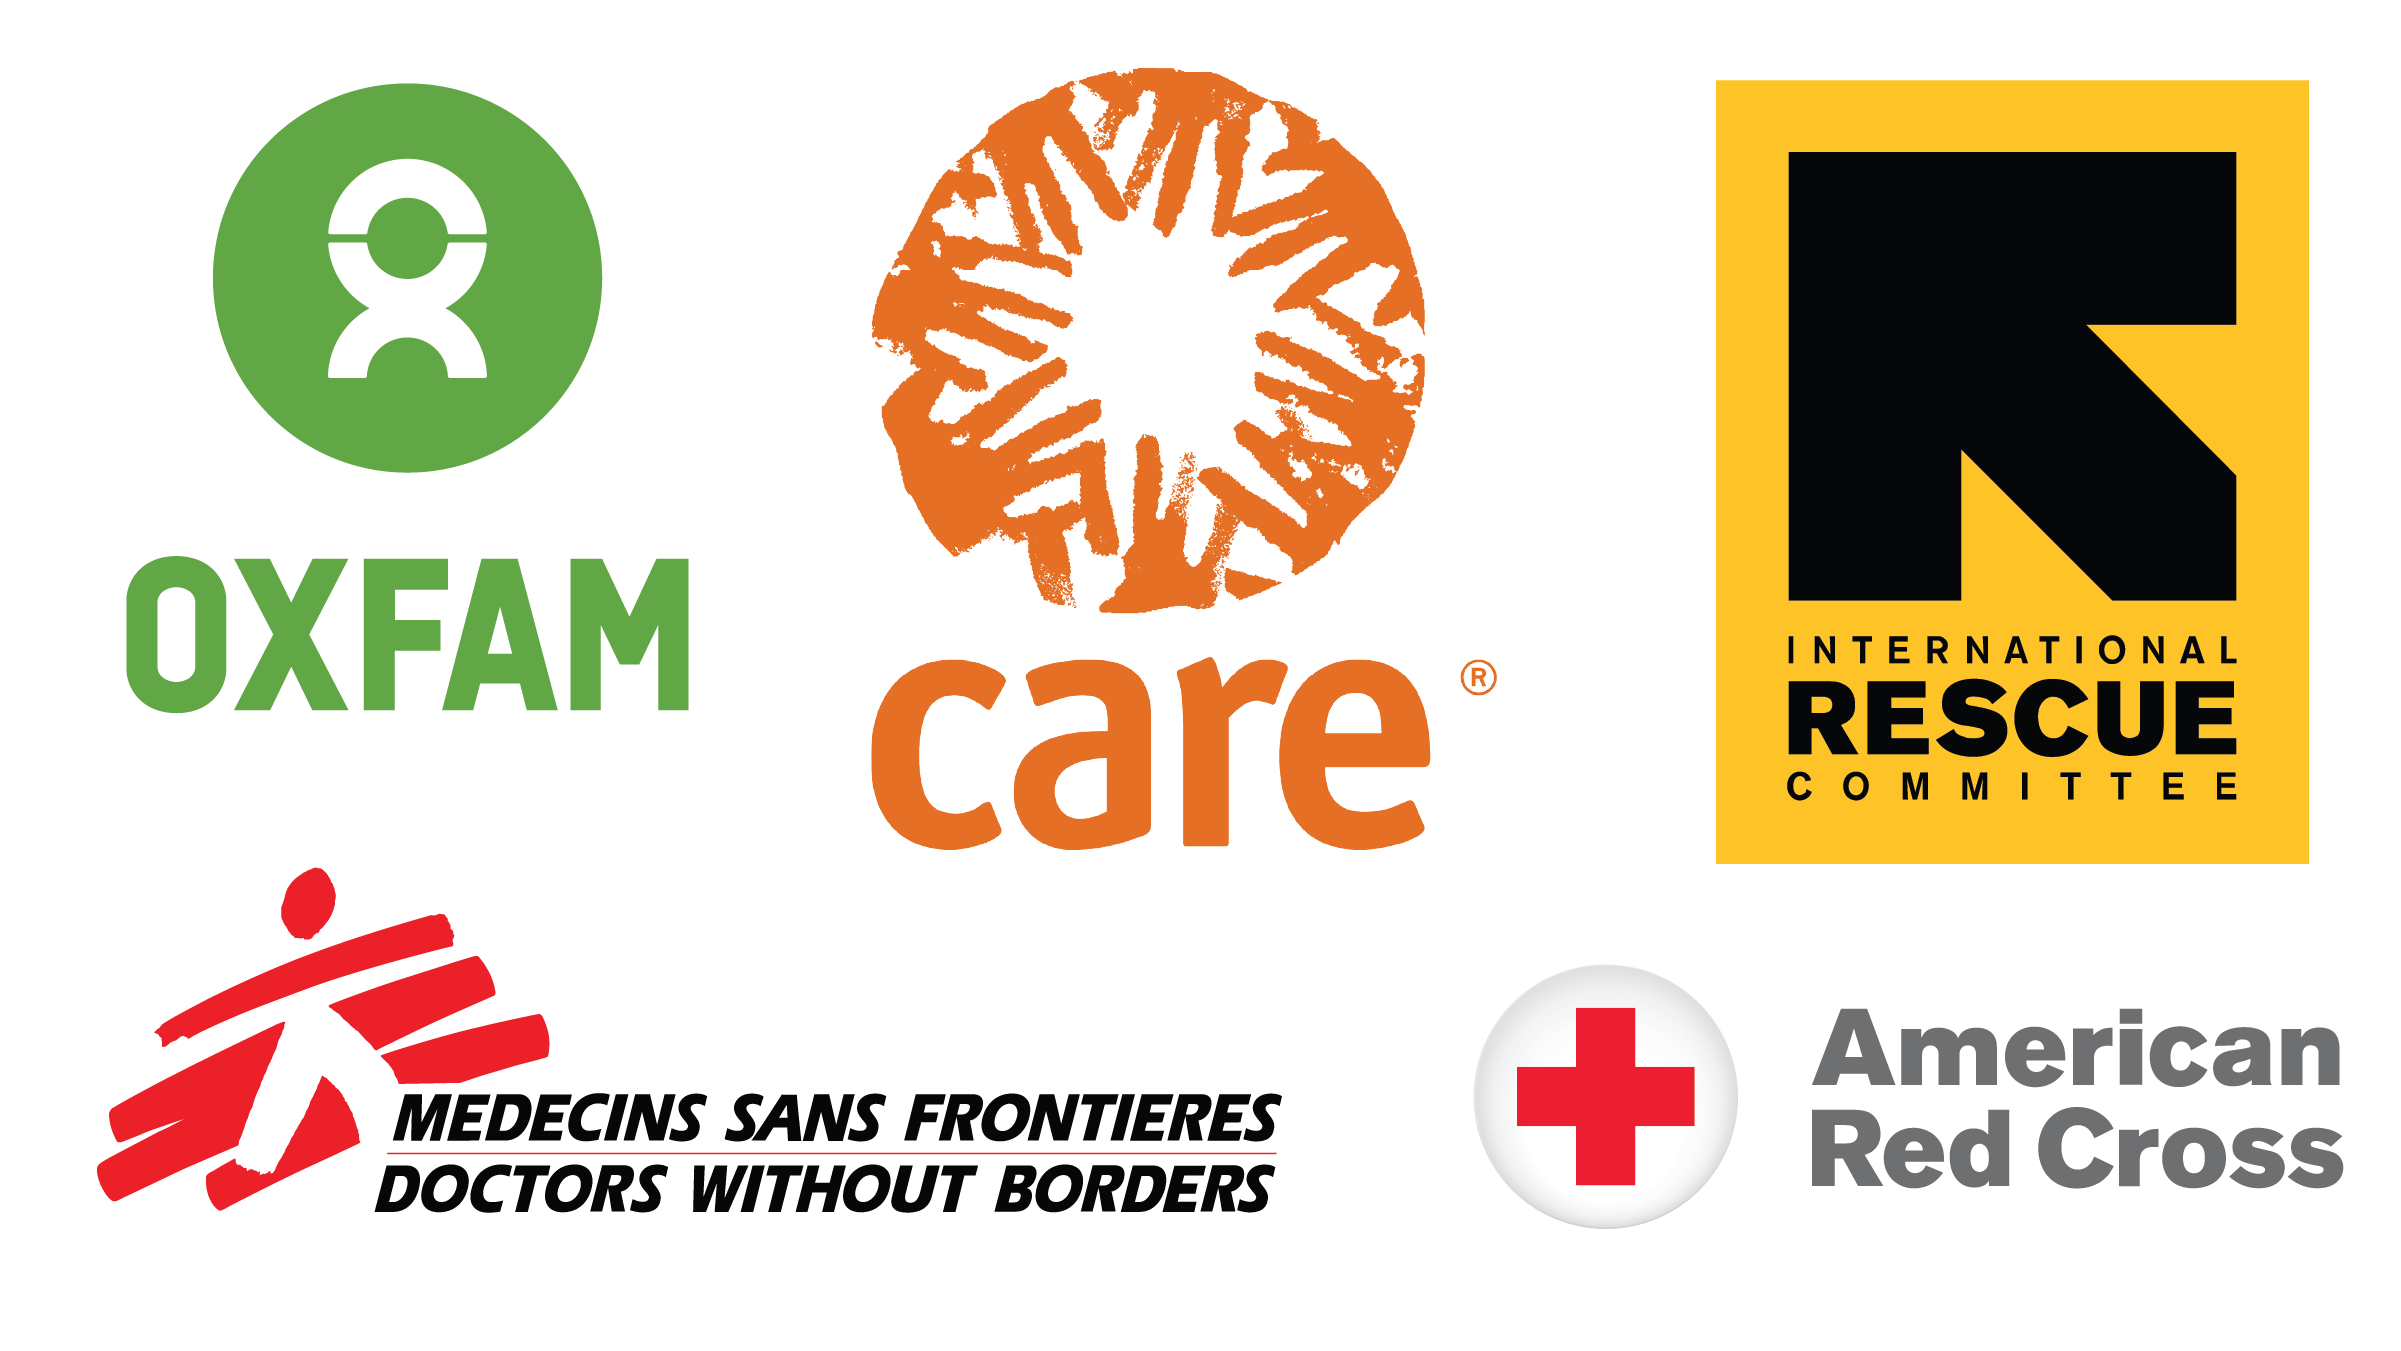 OXFAM
care ®
INTERNATIONAL
RESCUE
COMMITTEE
MEDECINS SANS FRONTIERES
DOCTORS WITHOUT BORDERS
American
Red Cross